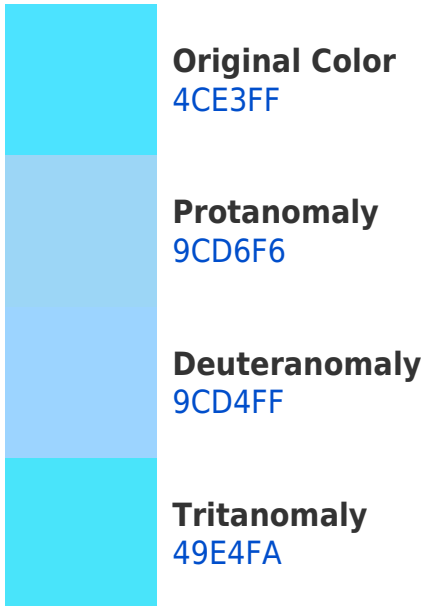 Original Color
4CE3FF
Protanomaly
9CD6F6
Deuteranomaly
9CD4FF
Tritanomaly
49E4FA